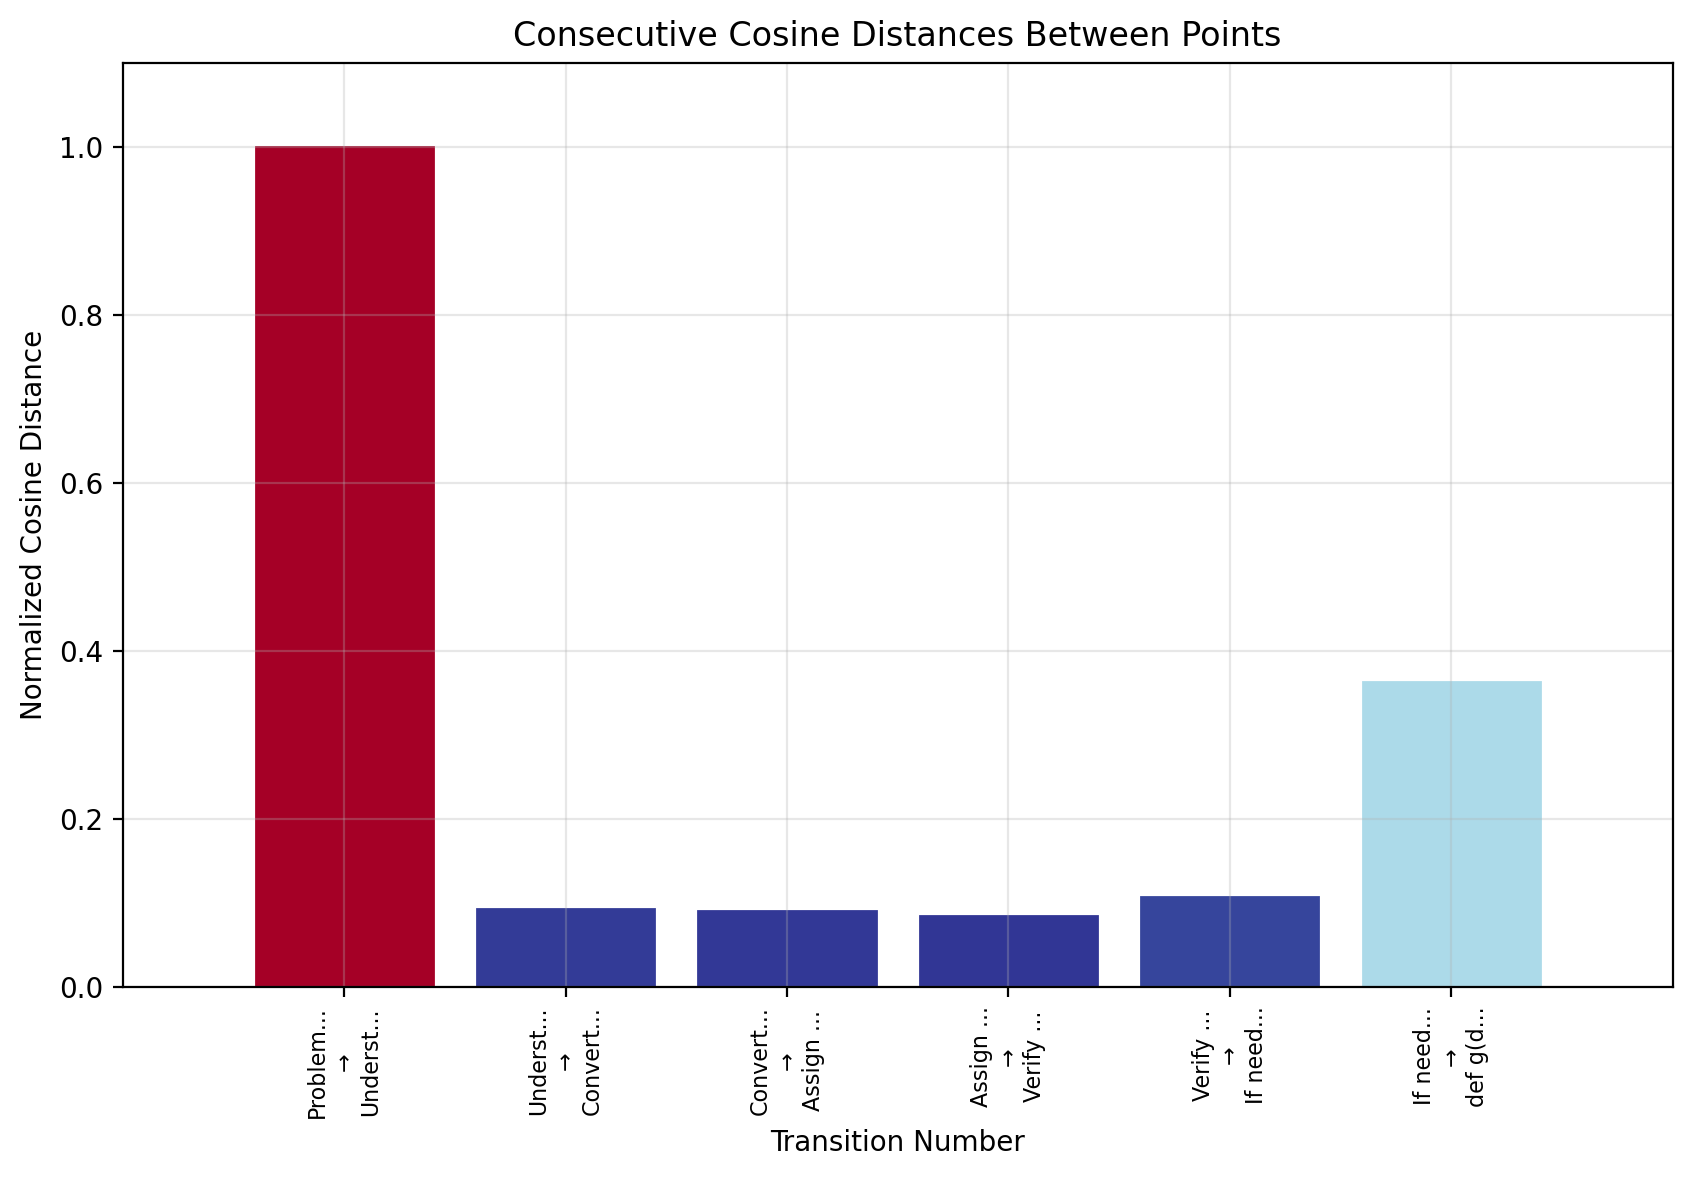 Consecutive Cosine Distances Between Points
Normalized Cosine Distance
1.0
0.8
0.6
0.4
0.2
0.0
Problem...
→
Underst...
Underst...
→
Convert...
Convert...
→
Assign ...
Assign ...
→
Verify ...
Verify ...
→
If need...
If need...
→
def g(d...
Transition Number